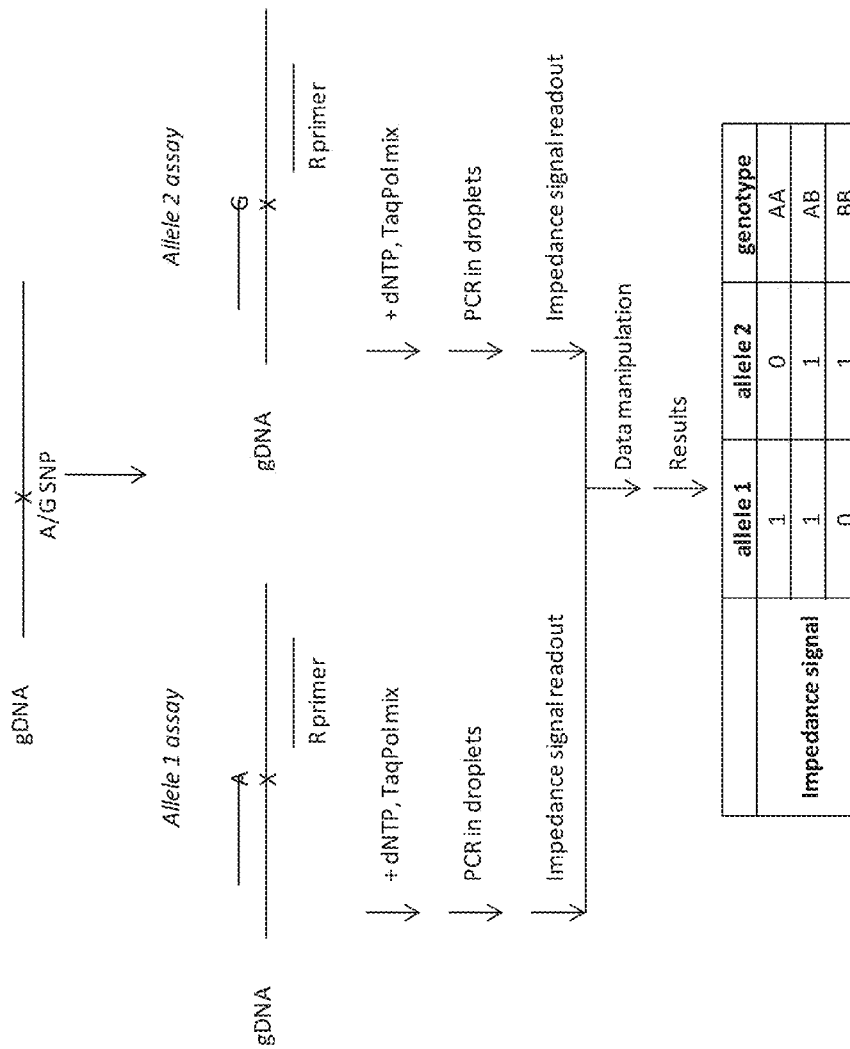 gDNA
X
A/G SNP
Allele 1 assay
Allele 2 assay
A
G
gDNA
X
gDNA
X
R primer
R primer
+ dNTP, TaqPol mix
+ dNTP, TaqPol mix
PCR in droplets
PCR in droplets
Impedance signal readout
Impedance signal readout
Data manipulation
Results
allele 1 allele 2 genotype
Impedance signal
1 0 AA
1 1 AB
0 1 BB